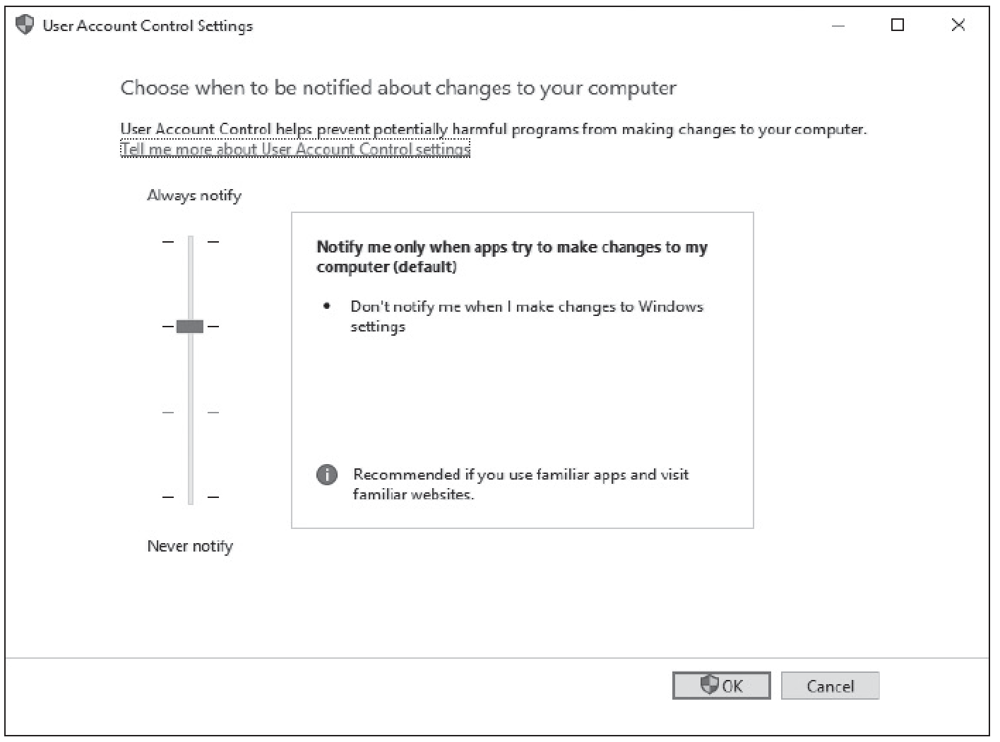 User Account Control Settings
Choose when to be notified about changes to your computer
User Account Control helps prevent potentially harmful programs from making changes to your computer.
Tell me more about User Account Control settings
Always notify
Notify me only when apps try to make changes to my
computer (default)
• Don't notify me when I make changes to Windows
settings
Recommended if you use familiar apps and visit
familiar websites.
Never notify
OK
Cancel